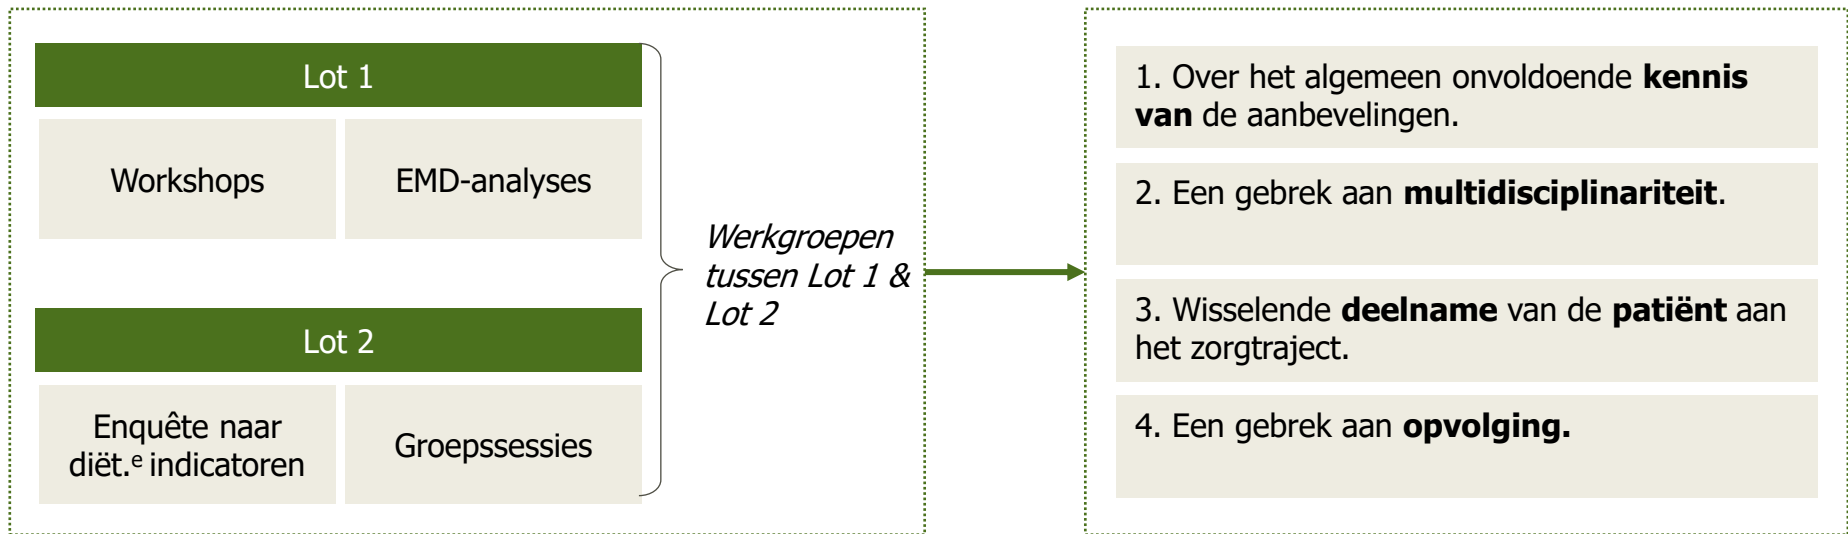 Lot 1
Workshops
EMD-analyses
Lot 2
Enquête naar
diët.ᵉ indicatoren
Groepssessies
Werkgroepen
tussen Lot 1 &
Lot 2
1. Over het algemeen onvoldoende kennis
van de aanbevelingen.
2. Een gebrek aan multidisciplinariteit.
3. Wisselende deelname van de patiënt aan
het zorgtraject.
4. Een gebrek aan opvolging.